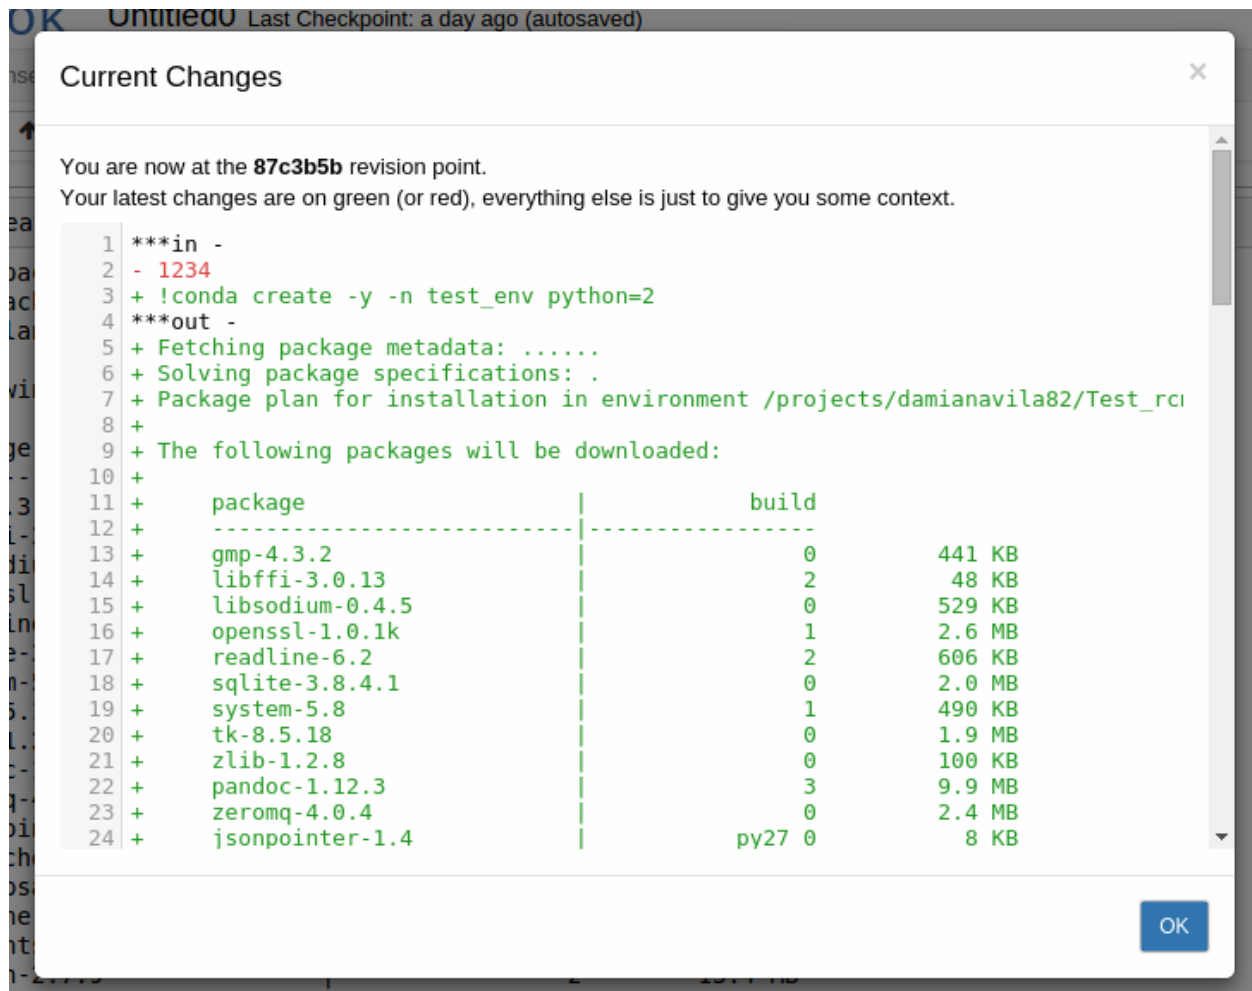 OK Untitled0 Last Checkpoint: a day ago (autosaved)
Current Changes ×
You are now at the 87c3b5b revision point.
Your latest changes are on green (or red), everything else is just to give you some context.
1 ***in -
2 - 1234
3 + !conda create -y -n test_env python=2
4 ***out -
5 + Fetching package metadata: ......
6 + Solving package specifications: .
7 + Package plan for installation in environment /projects/damianavila82/Test_rc
8 +
9 + The following packages will be downloaded:
10 +
11 + package | build
12 + ---------------------------|-----------------
13 + gmp-4.3.2 | 0 441 KB
14 + libffi-3.0.13 | 2 48 KB
15 + libsodium-0.4.5 | 0 529 KB
16 + openssl-1.0.1k | 1 2.6 MB
17 + readline-6.2 | 2 606 KB
18 + sqlite-3.8.4.1 | 0 2.0 MB
19 + system-5.8 | 1 490 KB
20 + tk-8.5.18 | 0 1.9 MB
21 + zlib-1.2.8 | 0 100 KB
22 + pandoc-1.12.3 | 3 9.9 MB
23 + zeromq-4.0.4 | 0 2.4 MB
24 + jsonpointer-1.4 | py27_0 8 KB
OK